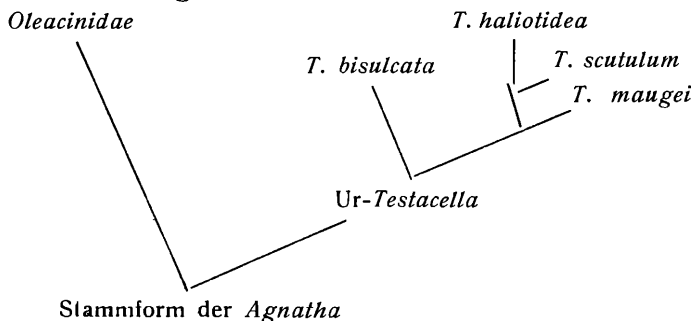 Oleacinidae
T. haliotidea
T. bisulcata
T. scutulum
T. maugei
Ur-Testacella
Stammform der Agnatha